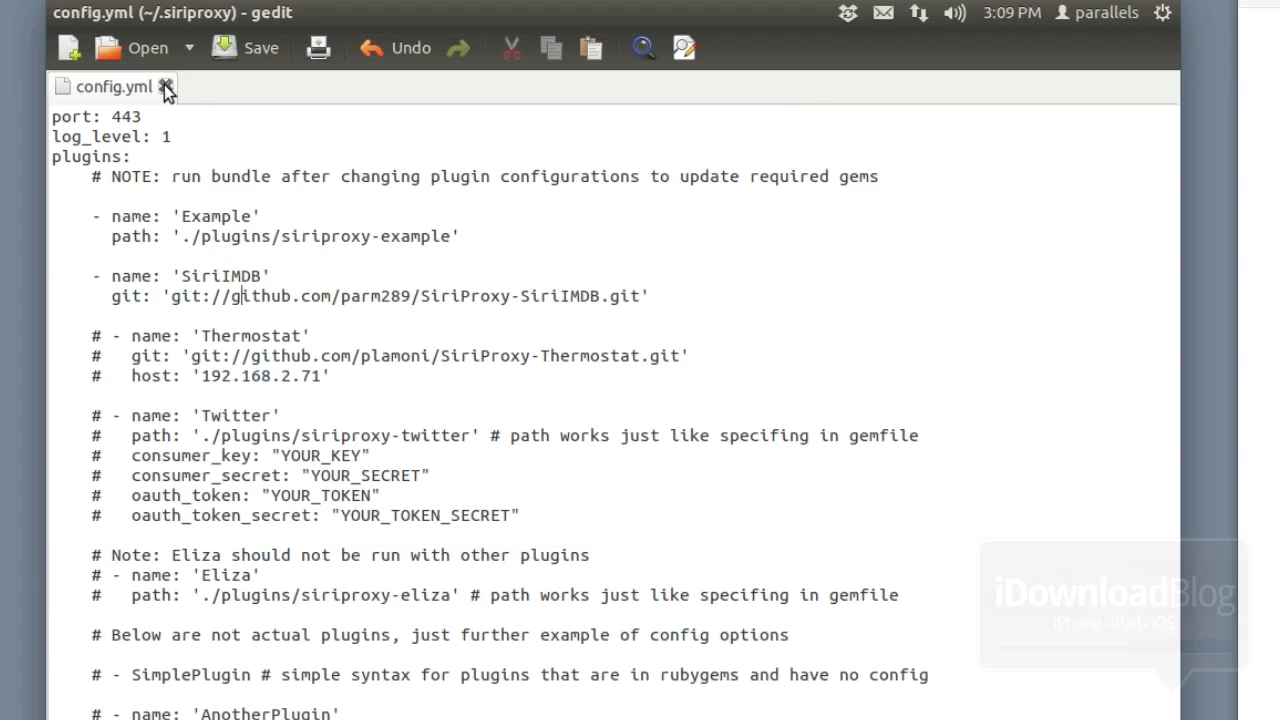 config.yml (~/.siriproxy) - gedit
3:09 PM parallels
Open Save Undo
config.yml
port: 443
log_level: 1
plugins:
# NOTE: run bundle after changing plugin configurations to update required gems
- name: 'Example'
path: './plugins/siriproxy-example'
- name: 'SiriIMDB'
git: 'git://github.com/parm289/SiriProxy-SiriIMDB.git'
# - name: 'Thermostat'
# git: 'git://github.com/plamoni/SiriProxy-Thermostat.git'
# host: '192.168.2.71'
# - name: 'Twitter'
# path: './plugins/siriproxy-twitter' # path works just like specifing in gemfile
# consumer_key: "YOUR_KEY"
# consumer_secret: "YOUR_SECRET"
# oauth_token: "YOUR_TOKEN"
# oauth_token_secret: "YOUR_TOKEN_SECRET"
# Note: Eliza should not be run with other plugins
# - name: 'Eliza'
# path: './plugins/siriproxy-eliza' # path works just like specifing in gemfile
# Below are not actual plugins, just further example of config options
# - SimplePlugin # simple syntax for plugins that are in rubygems and have no config
# - name: 'AnotherPlugin'
iDownloadBlog
iPhone • iPad • iOS